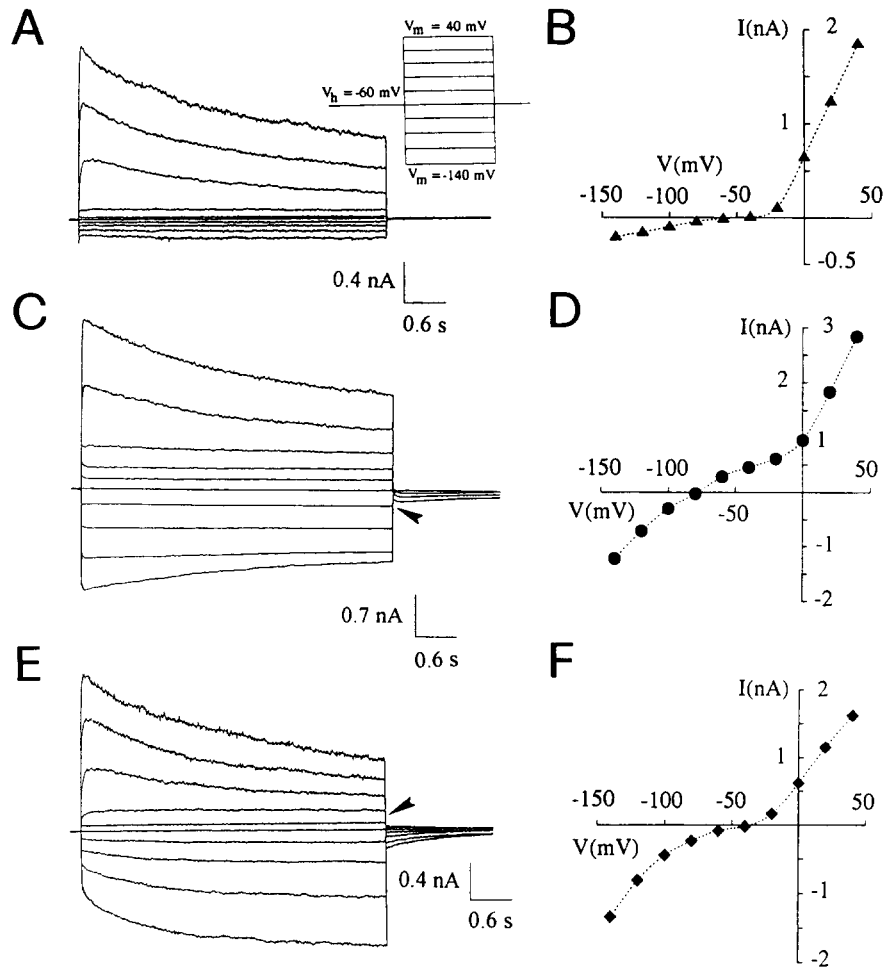 A
V_m = 40 mV
V_h = -60 mV
V_m = -140 mV
0.4 nA
0.6 s
B
I(nA)
2
1
V(mV)
-150
-100
-50
0
50
-0.5
C
0.7 nA
0.6 s
D
I(nA)
3
2
1
-150
-100
50
V(mV)
-50
-1
-2
E
0.4 nA
0.6 s
F
I(nA)
2
1
-150
-100
-50
0
50
V(mV)
-1
-2